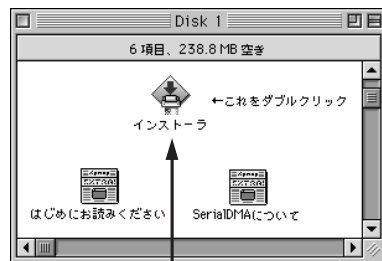 Disk 1
6 項目、238.8 MB 空き
←これをダブルクリック
インストーラ
はじめにお読みください
SerialDMAについて